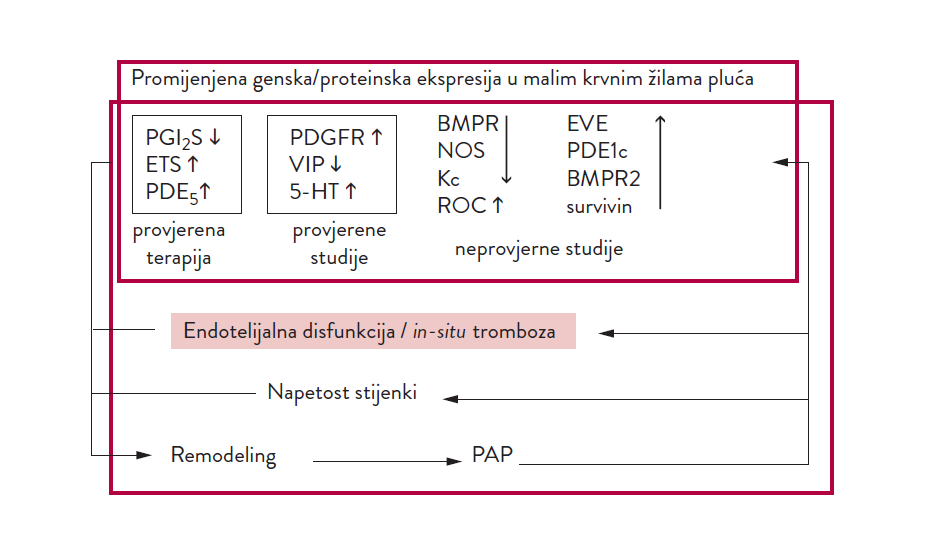 Promijenjena genska/proteinska ekspresija u malim krvnim žilama pluća
PGI2S ↓
ETS ↑
PDE5↑
provjerena
terapija
PDGFR ↑
VIP ↓
5-HT ↑
provjerene
studije
BMPR
NOS
Kc
ROC ↑
EVE
PDE1c
BMPR2
survivin
neprovjerne studije
Endotelijalna disfunkcija / in-situ tromboza
Napetost stijenki
Remodeling
PAP